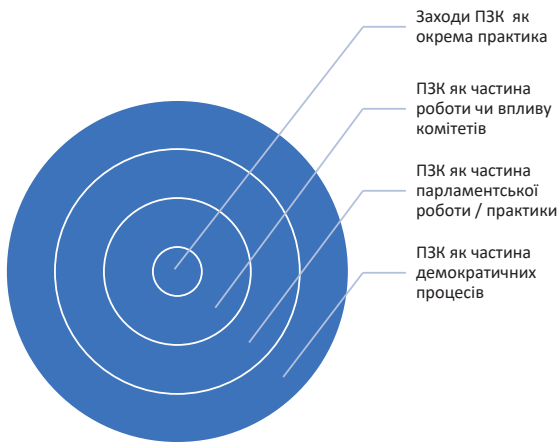 Заходи ПЗК як
окрема практика
ПЗК як частина
роботи чи впливу
комітетів
ПЗК як частина
парламентської
роботи / практики
ПЗК як частина
демократичних
процесів